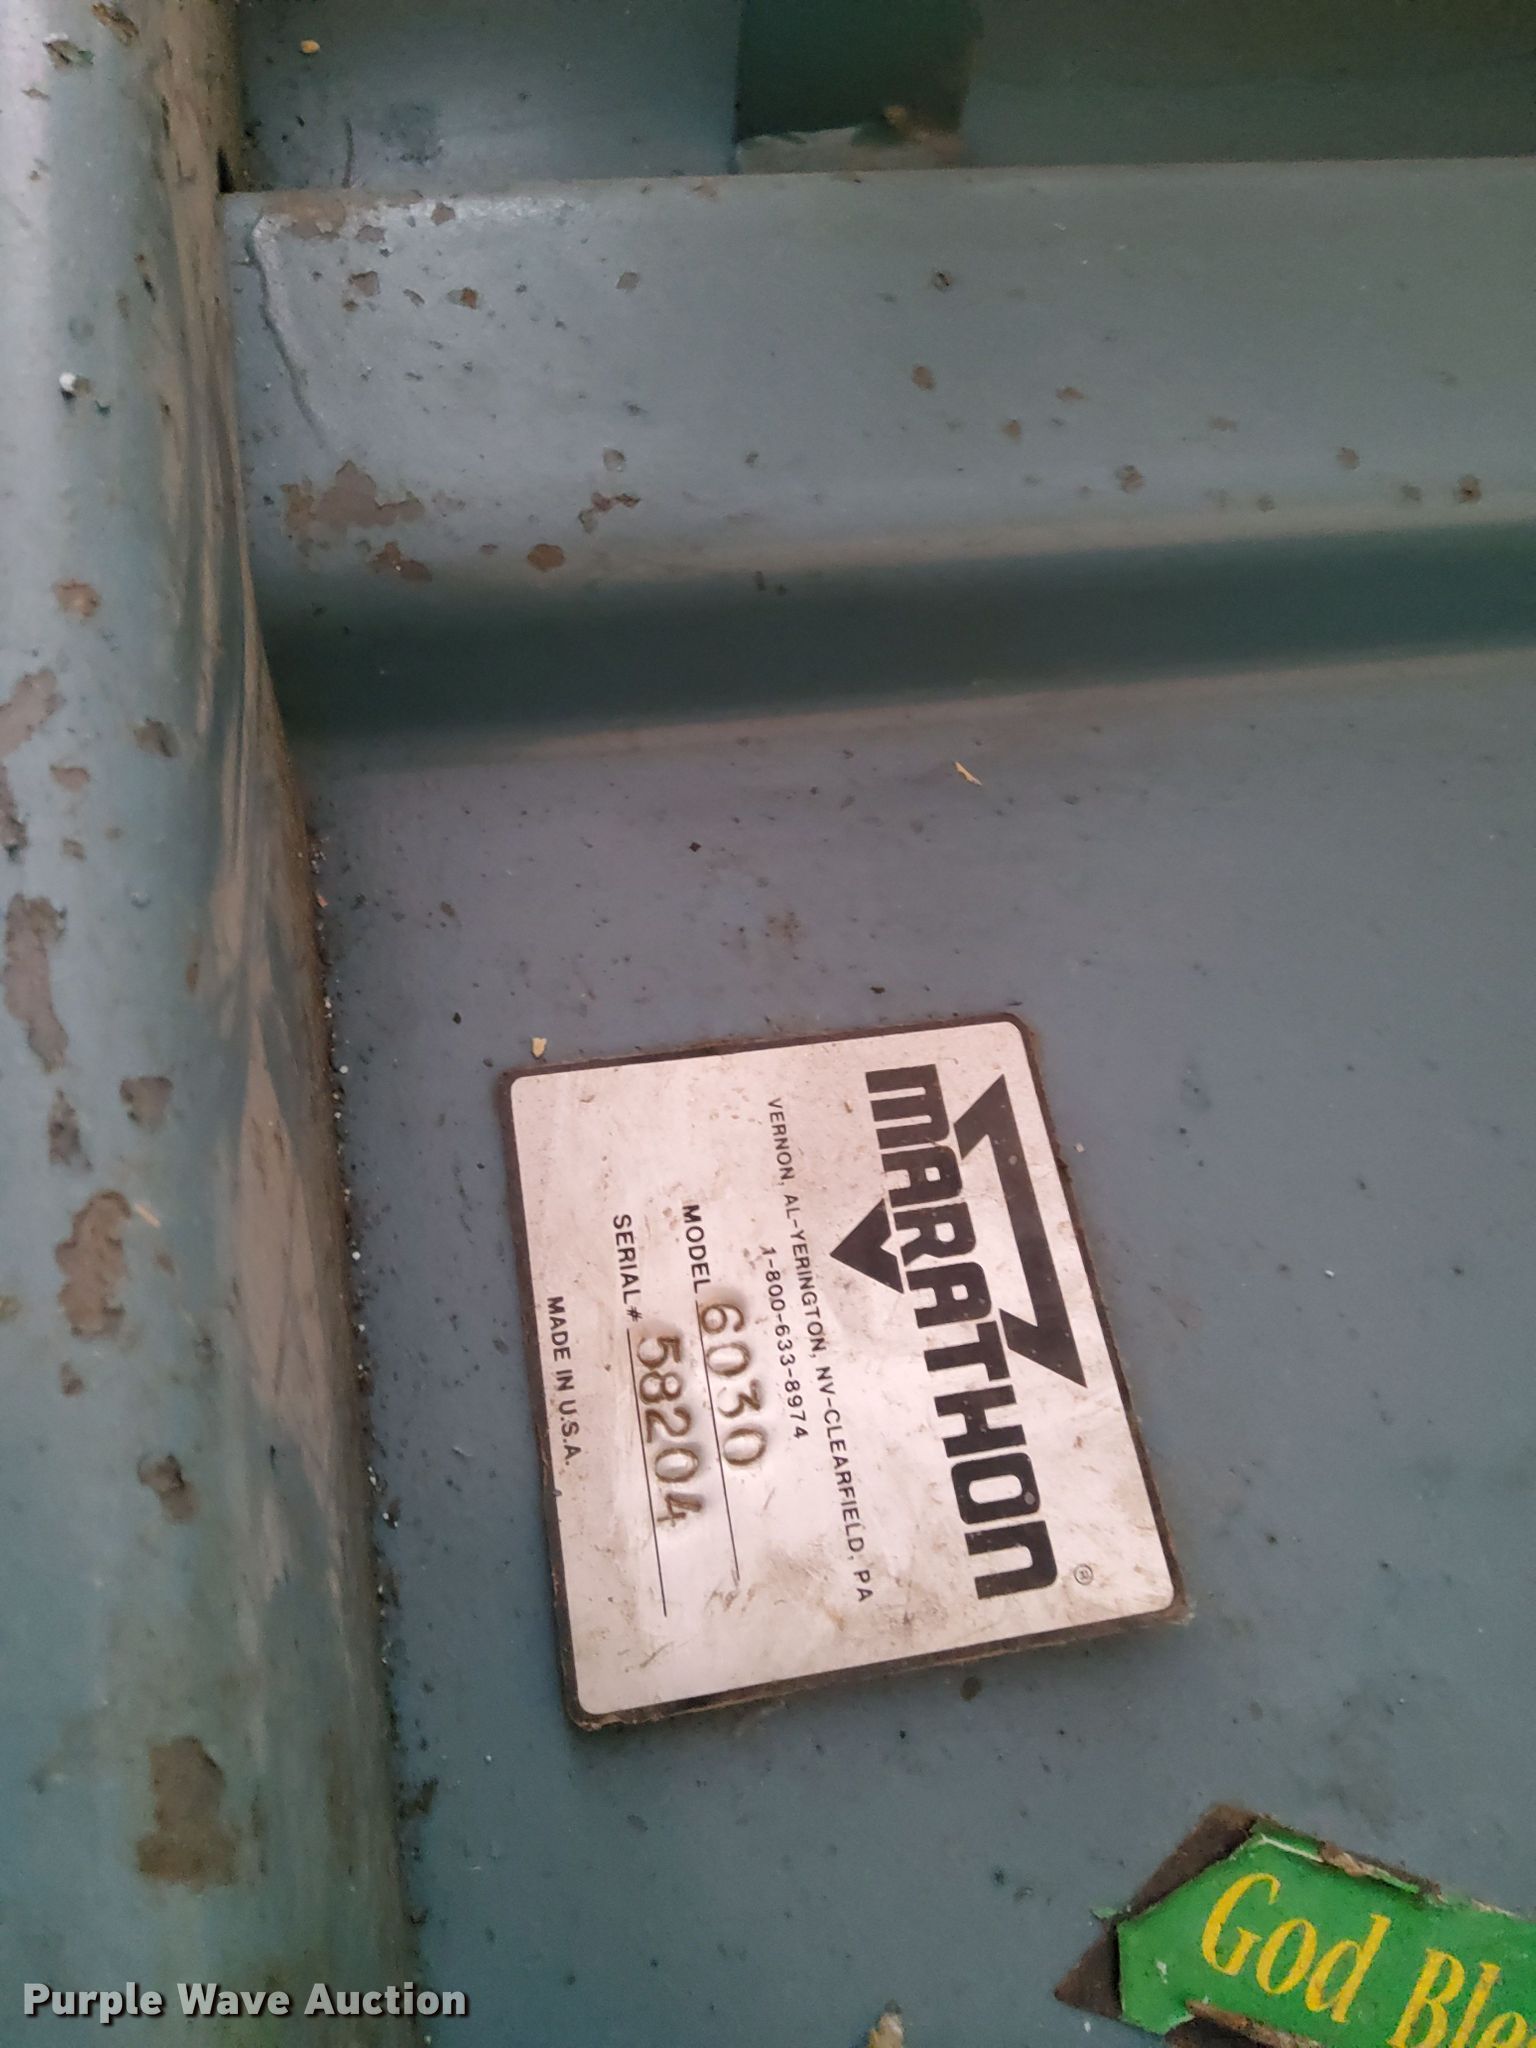 MARATHON®
VERNON, AL-YERINGTON, NV-CLEARFIELD, PA
1-800-633-8974
MODEL 6030
SERIAL# 58204
MADE IN U.S.A.
God Ble
Purple Wave Auction